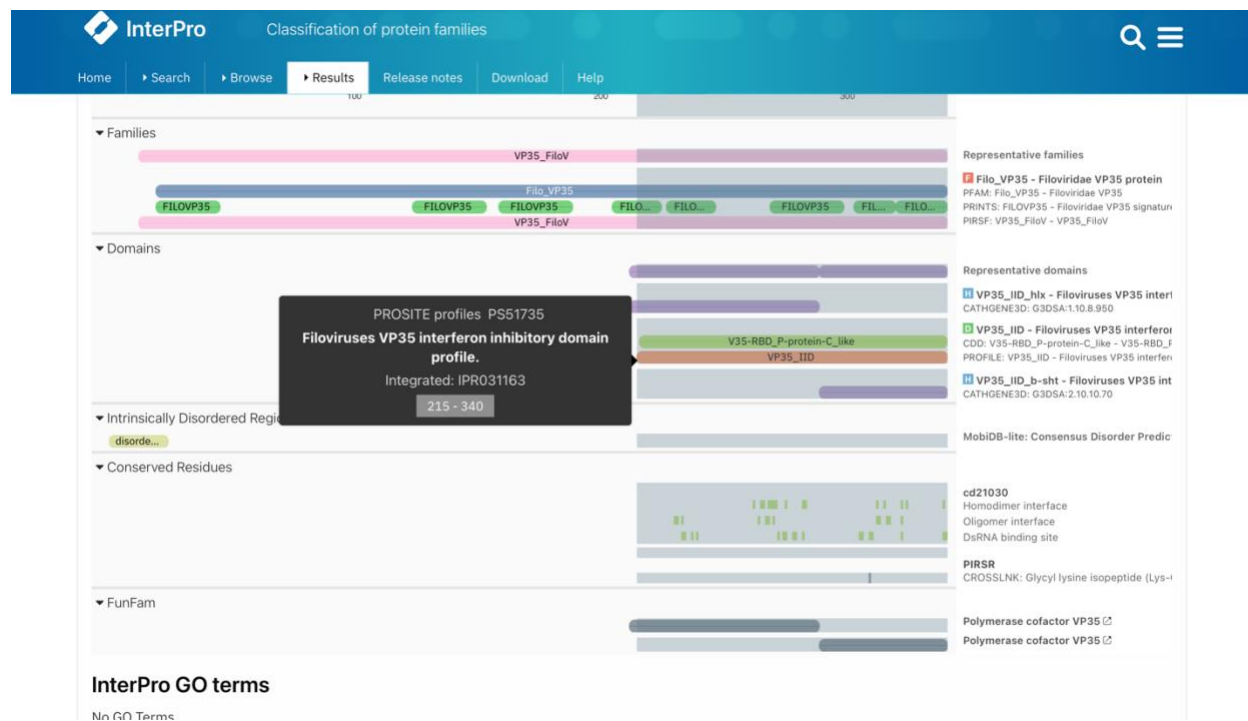 InterPro
Classification of protein families
Home
Search
Browse
Results
Release notes
Download
Help
100
200
300
Families
VP35_FiloV
Representative families
F Filo_VP35 - Filoviridae VP35 protein
Filo_VP35
PFAM: Filo_VP35 - Filoviridae VP35
FILOVP35 FILOVP35 FILOVP35 FILO... FILO... FILOVP35 FIL... FILO...
PRINTS: FILOVP35 - Filoviridae VP35 signature
VP35_FiloV
PIRSF: VP35_FiloV - VP35_FiloV
Domains
Representative domains
H VP35_IID_hlx - Filoviruses VP35 interf
CATHGENE3D: G3DSA:1.10.8.950
PROSITE profiles PS51735
Filoviruses VP35 interferon inhibitory domain
profile.
Integrated: IPR031163
215 - 340
D VP35_IID - Filoviruses VP35 interferon
V35-RBD_P-protein-C_like
CDD: V35-RBD_P-protein-C_like - V35-RBD_P
VP35_IID
PROFILE: VP35_IID - Filoviruses VP35 interfero
H VP35_IID_b-sht - Filoviruses VP35 int
CATHGENE3D: G3DSA:2.10.10.70
Intrinsically Disordered Regi
disorde...
MobiDB-lite: Consensus Disorder Predic
Conserved Residues
cd21030
Homodimer interface
Oligomer interface
DsRNA binding site
PIRSR
CROSSLNK: Glycyl lysine isopeptide (Lys-
FunFam
Polymerase cofactor VP35
Polymerase cofactor VP35
InterPro GO terms
No GO Terms